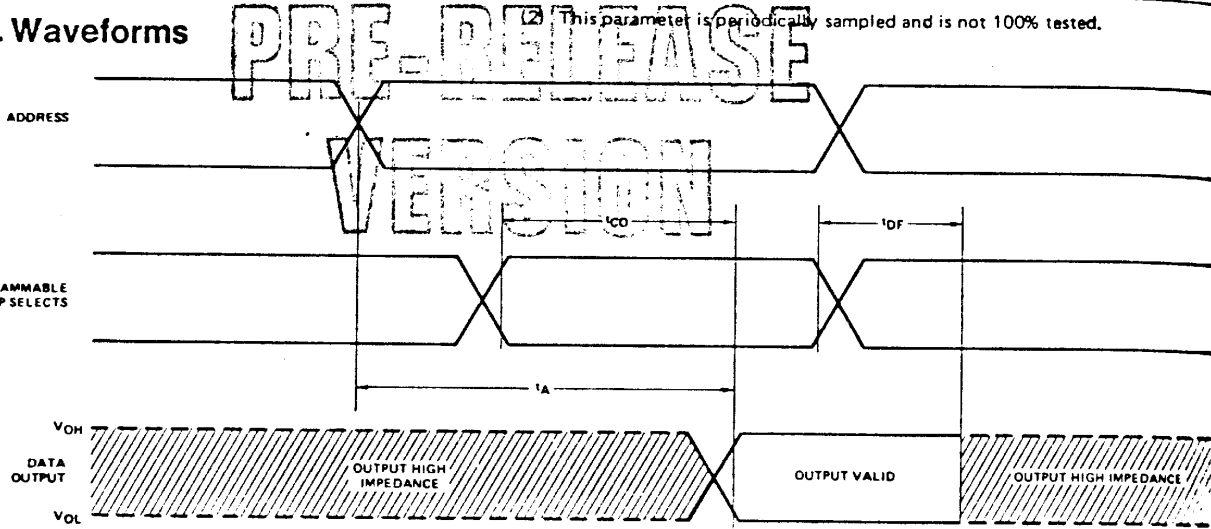 (2) This parameter is periodically sampled and is not 100% tested.
. Waveforms
PRE-RELEASE
VERSION
ADDRESS
tCO
tDF
AMMABLE
P SELECTS
tA
VOH
DATA
OUTPUT
VOL
OUTPUT HIGH
IMPEDANCE
OUTPUT VALID
OUTPUT HIGH IMPEDANCE